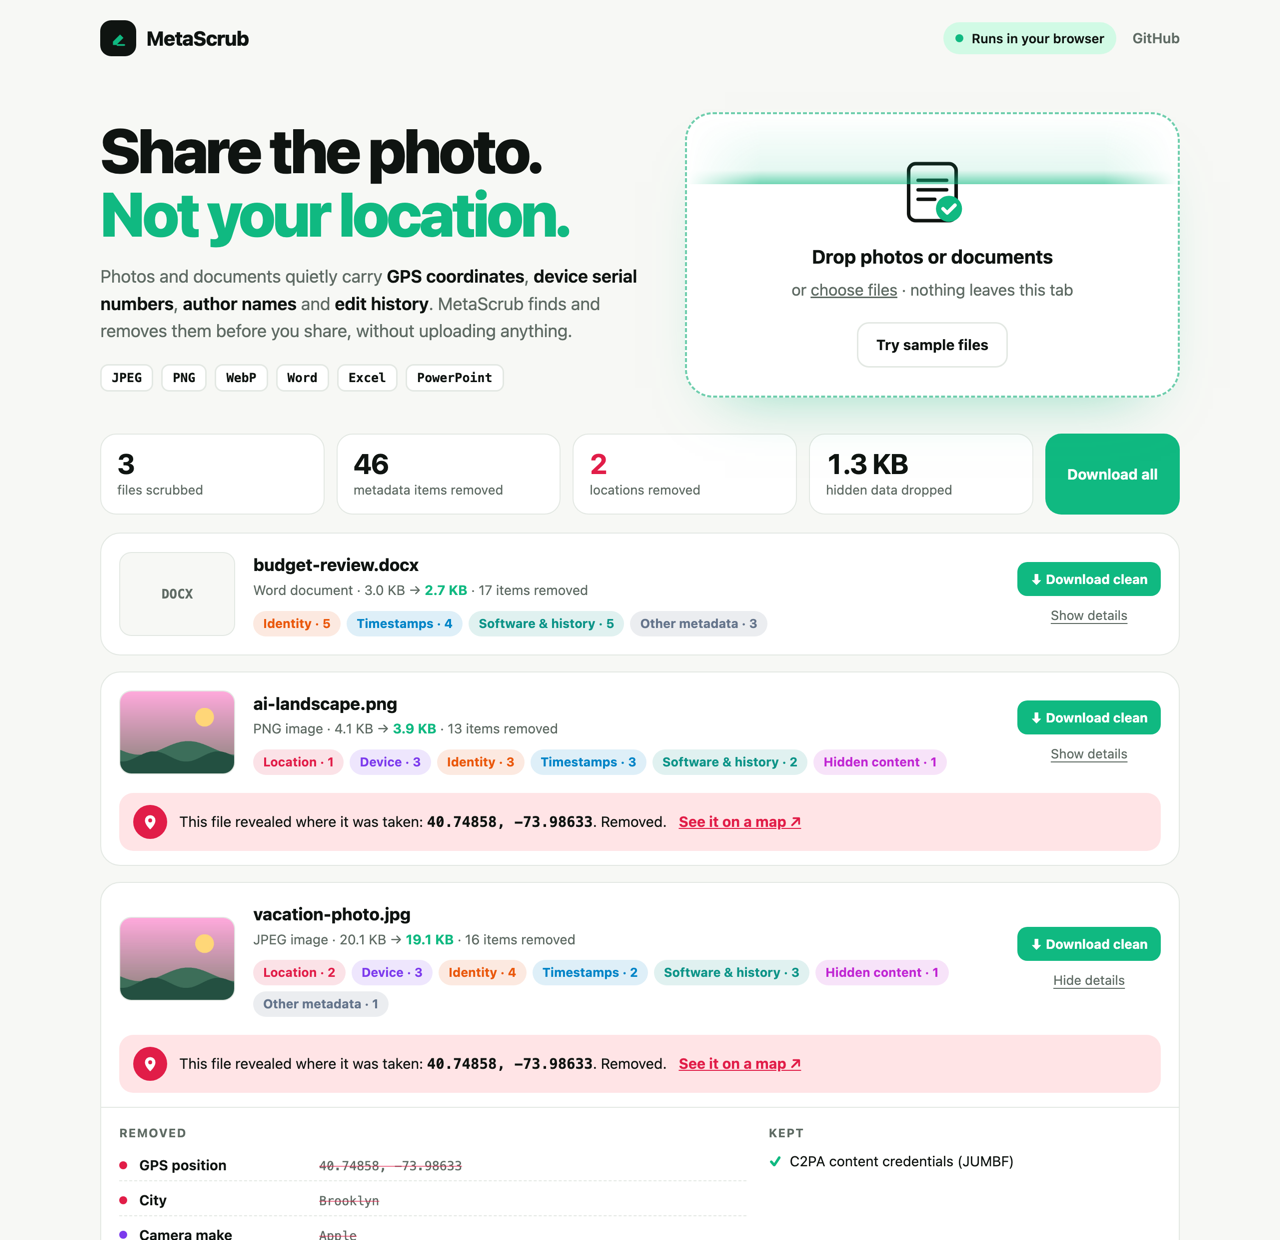 MetaScrub
Runs in your browser
GitHub
Share the photo.
Not your location.
Photos and documents quietly carry GPS coordinates, device serial
numbers, author names and edit history. MetaScrub finds and
removes them before you share, without uploading anything.
JPEG
PNG
WebP
Word
Excel
PowerPoint
Drop photos or documents
or choose files · nothing leaves this tab
Try sample files
3
files scrubbed
46
metadata items removed
2
locations removed
1.3 KB
hidden data dropped
Download all
DOCX
budget-review.docx
Word document · 3.0 KB → 2.7 KB · 17 items removed
Identity · 5
Timestamps · 4
Software & history · 5
Other metadata · 3
⬇ Download clean
Show details
ai-landscape.png
PNG image · 4.1 KB → 3.9 KB · 13 items removed
Location · 1
Device · 3
Identity · 3
Timestamps · 3
Software & history · 2
Hidden content · 1
⬇ Download clean
Show details
This file revealed where it was taken: 40.74858, −73.98633. Removed. See it on a map ↗
vacation-photo.jpg
JPEG image · 20.1 KB → 19.1 KB · 16 items removed
Location · 2
Device · 3
Identity · 4
Timestamps · 2
Software & history · 3
Hidden content · 1
Other metadata · 1
⬇ Download clean
Hide details
This file revealed where it was taken: 40.74858, −73.98633. Removed. See it on a map ↗
REMOVED
GPS position 40.74858, −73.98633
City Brooklyn
Camera make Apple
KEPT
C2PA content credentials (JUMBF)